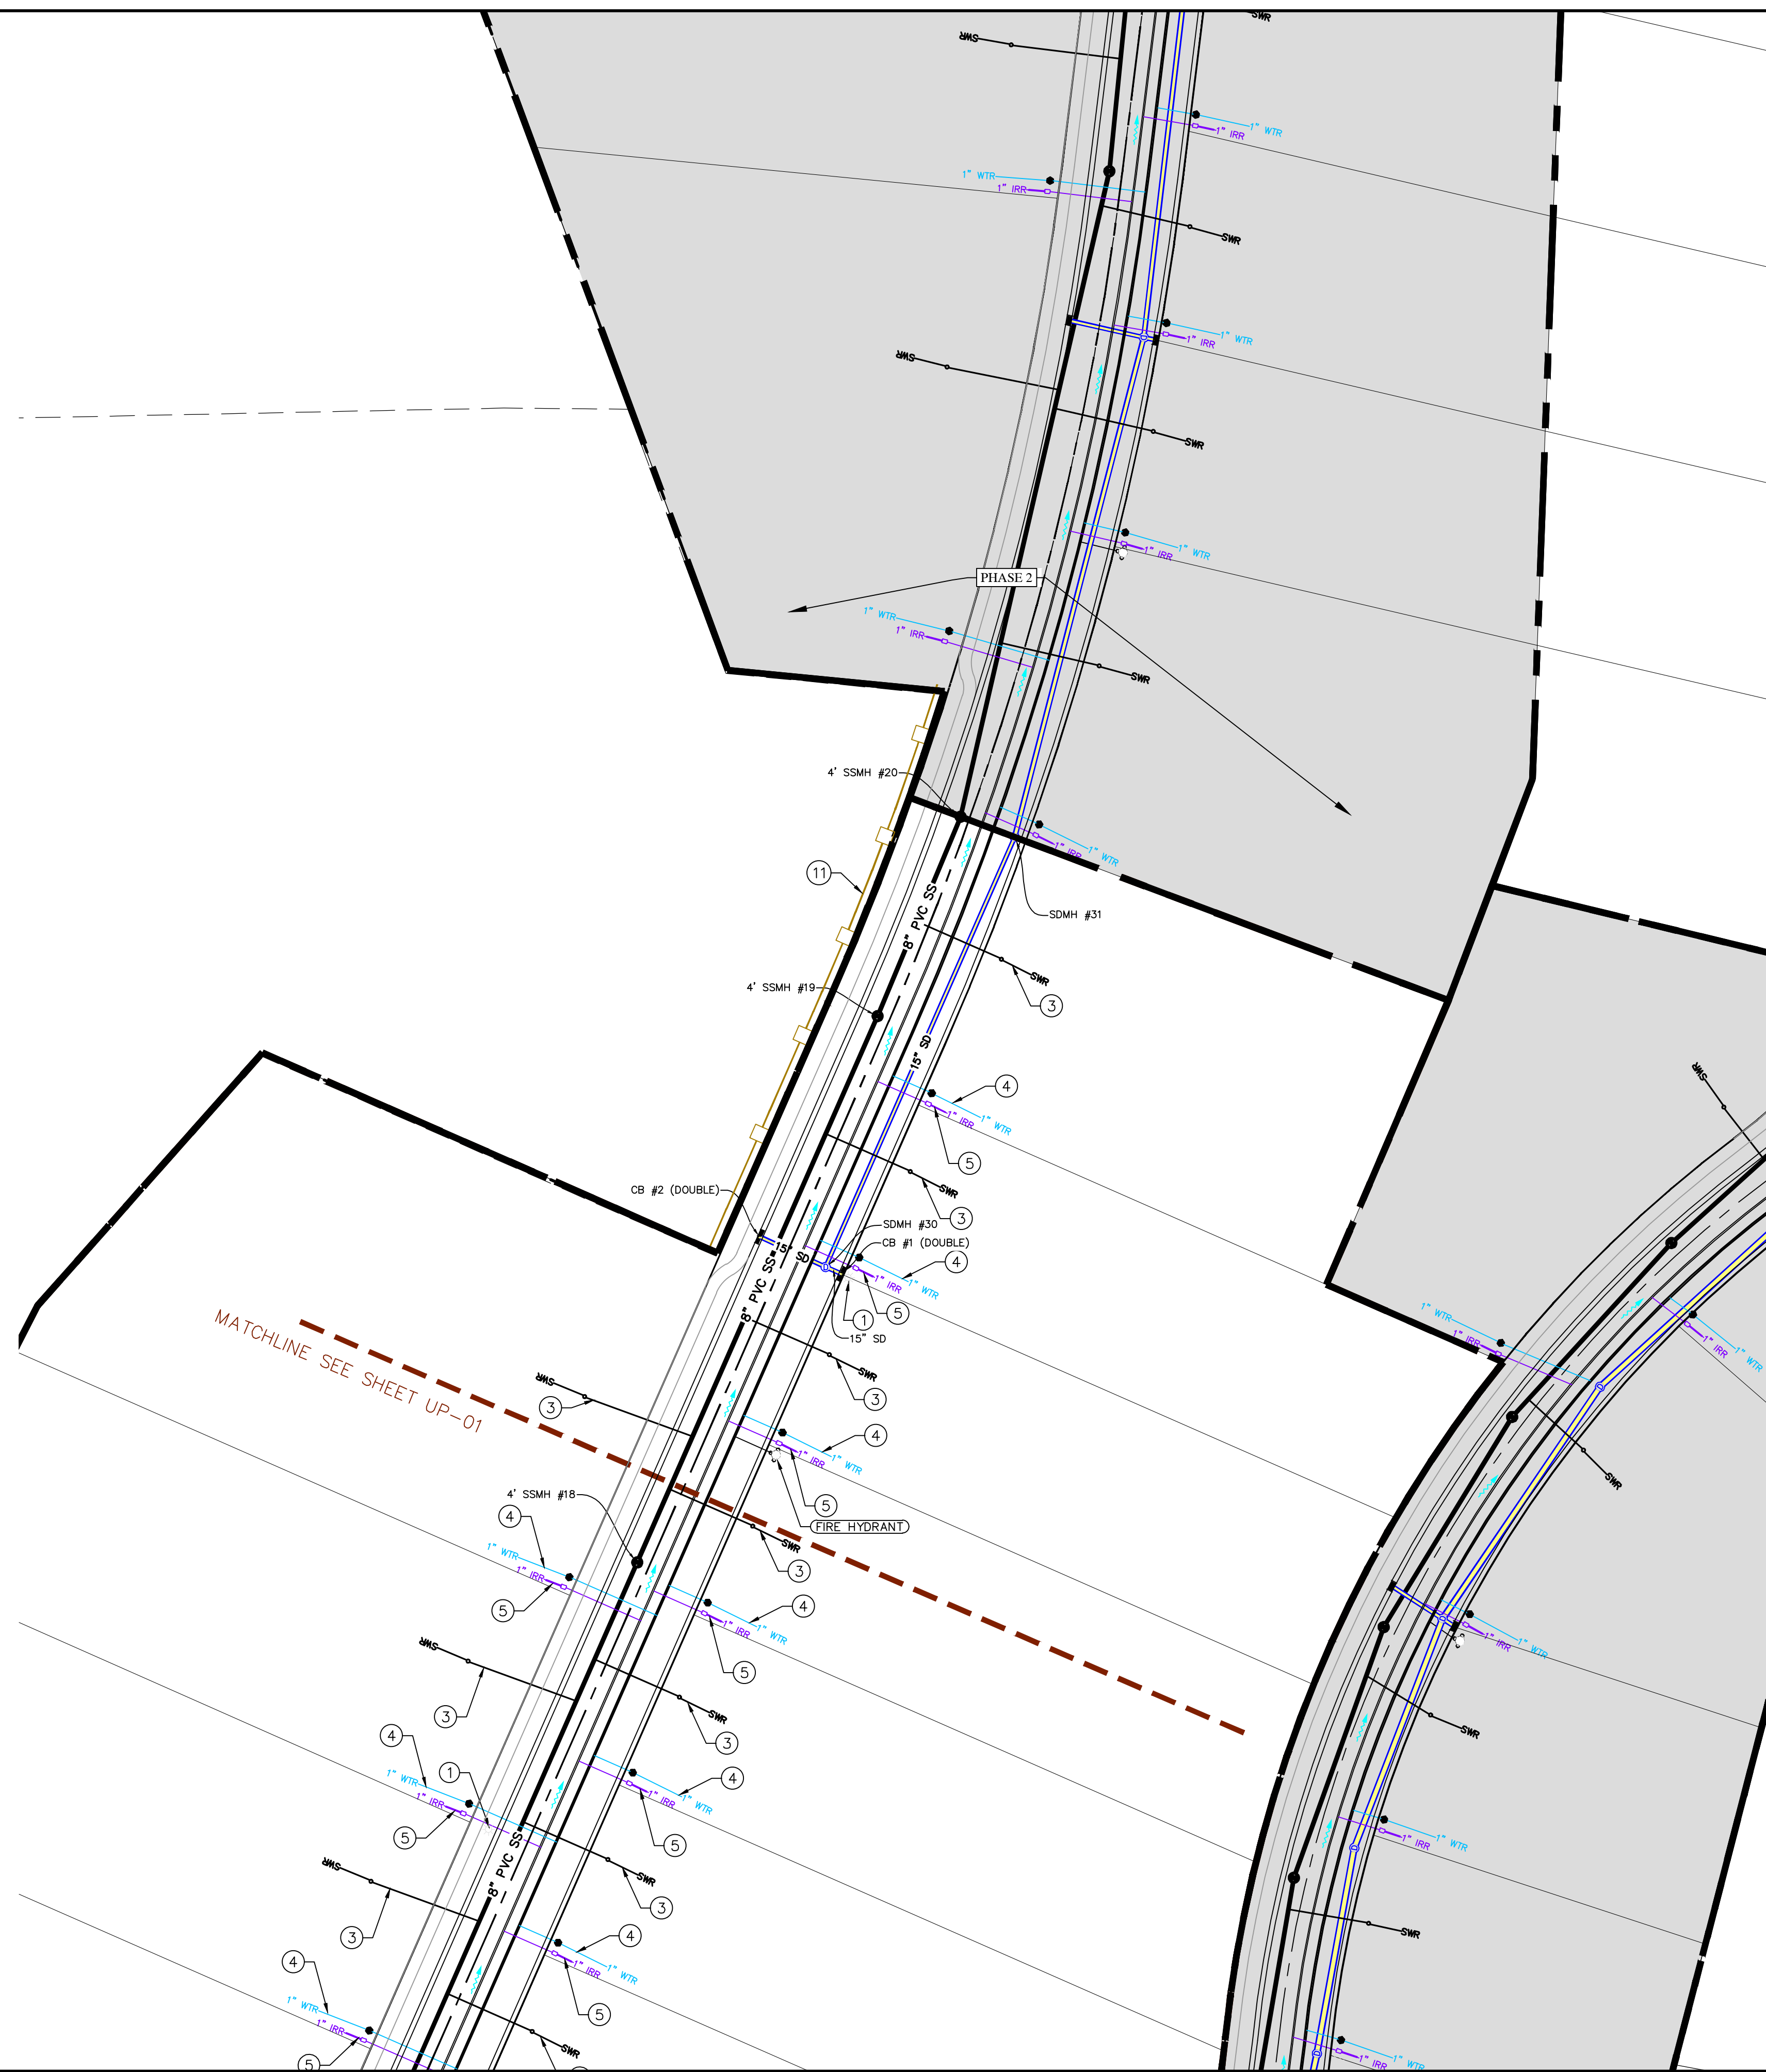 SWR
SWR
1" WTR
1" IRR
1" WTR
1" IRR
SWR
1" WTR
1" IRR
SWR
SWR
1" WTR
1" IRR
PHASE 2
1" WTR
1" IRR
SWR
4' SSMH #20
1" WTR
1" IRR
11
8" PVC SS
SDMH #31
SWR
3
4' SSMH #19
15" SD
SWR
4
1" IRR
1" WTR
5
CB #2 (DOUBLE)
SWR
3
SDMH #30
CB #1 (DOUBLE)
15" SD
4
1" IRR
1" WTR
5
1
8" PVC SS
15" SD
MATCHLINE SEE SHEET UP-01
1" WTR
1" IRR
1" IRR
1" WTR
SWR
3
SWR
3
4
1" IRR
1" WTR
5
SWR
4' SSMH #18
4
FIRE HYDRANT
1" WTR
1" IRR
SWR
3
5
4
1" IRR
1" WTR
5
1" IRR
1" WTR
SWR
3
SWR
3
SWR
4
1
4
1" WTR
1" IRR
1" IRR
1" WTR
5
5
1" WTR
1" IRR
8" PVC SS
SWR
3
SWR
3
4
1" IRR
1" WTR
5
SWR
4
1" WTR
1" IRR
5
SWR
1" IRR
1" WTR